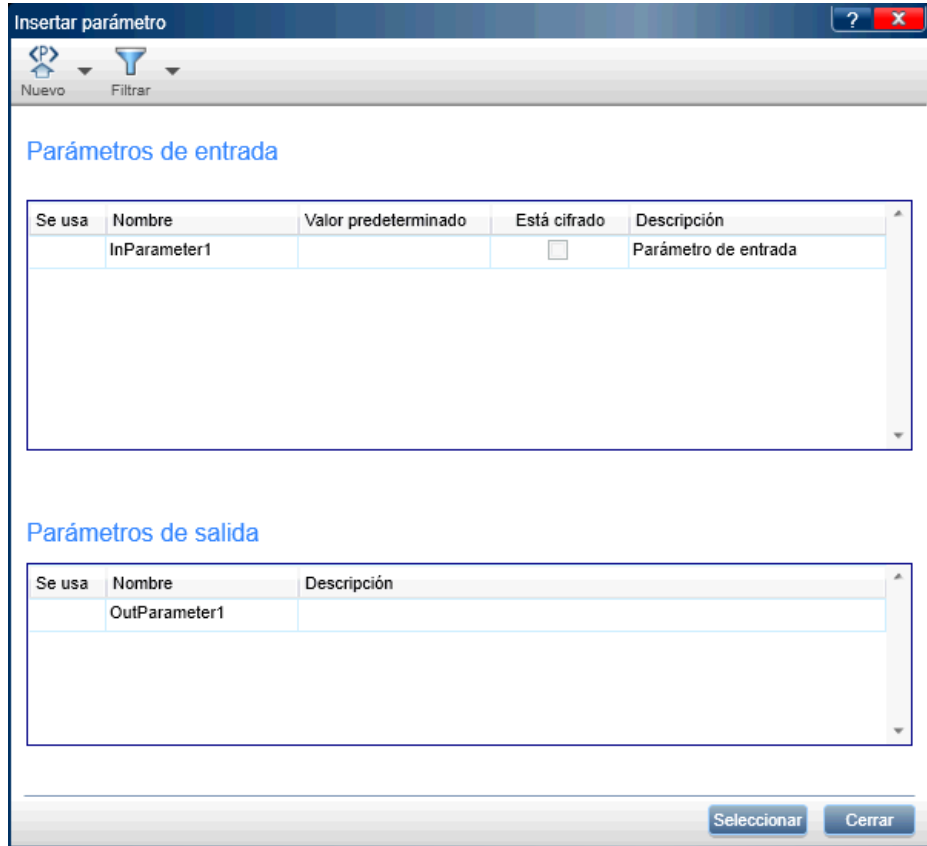 Insertar parámetro
?
<P>
Nuevo Filtrar
Parámetros de entrada
Se usa Nombre Valor predeterminado Está cifrado Descripción
InParameter1 Parámetro de entrada
Parámetros de salida
Se usa Nombre Descripción
OutParameter1
Seleccionar Cerrar